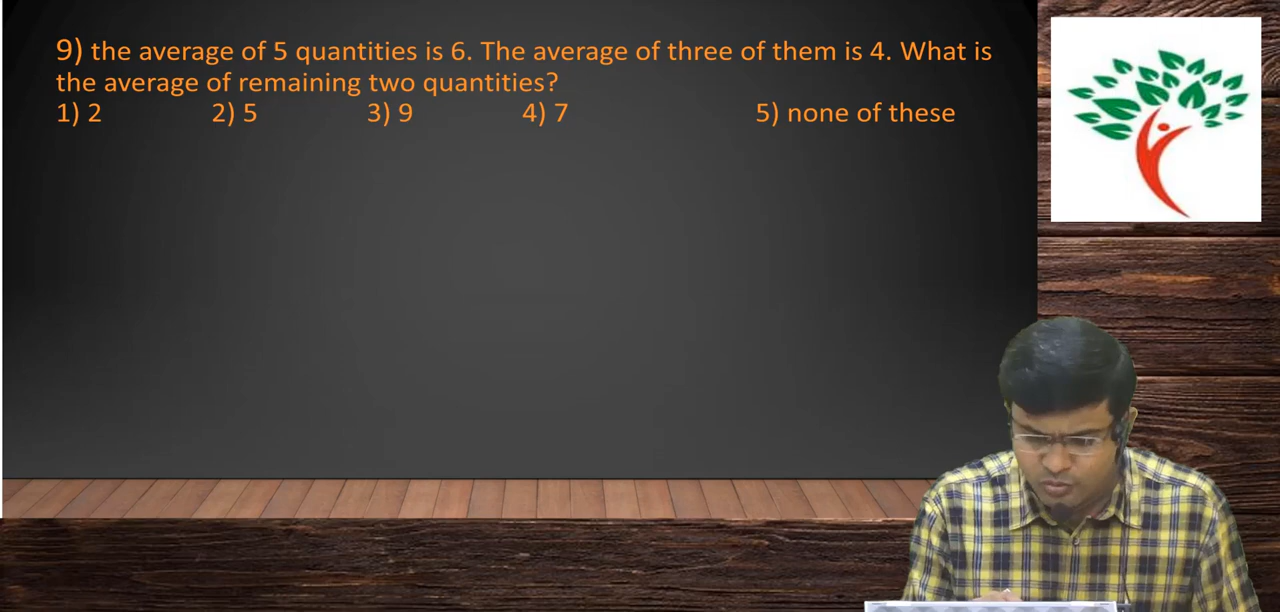 9) the average of 5 quantities is 6. The average of three of them is 4. What is
the average of remaining two quantities?
1) 2 2) 5 3) 9 4) 7 5) none of these